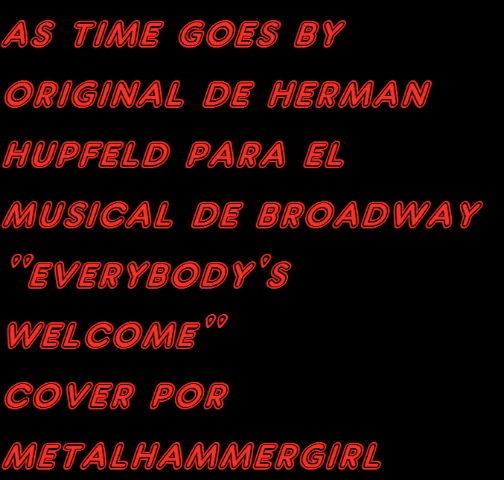 AS TIME GOES BY
ORIGINAL DE HERMAN
HUPFELD PARA EL
MUSICAL DE BROADWAY
"EVERYBODY'S
WELCOME"
COVER POR
METALHAMMERGIRL